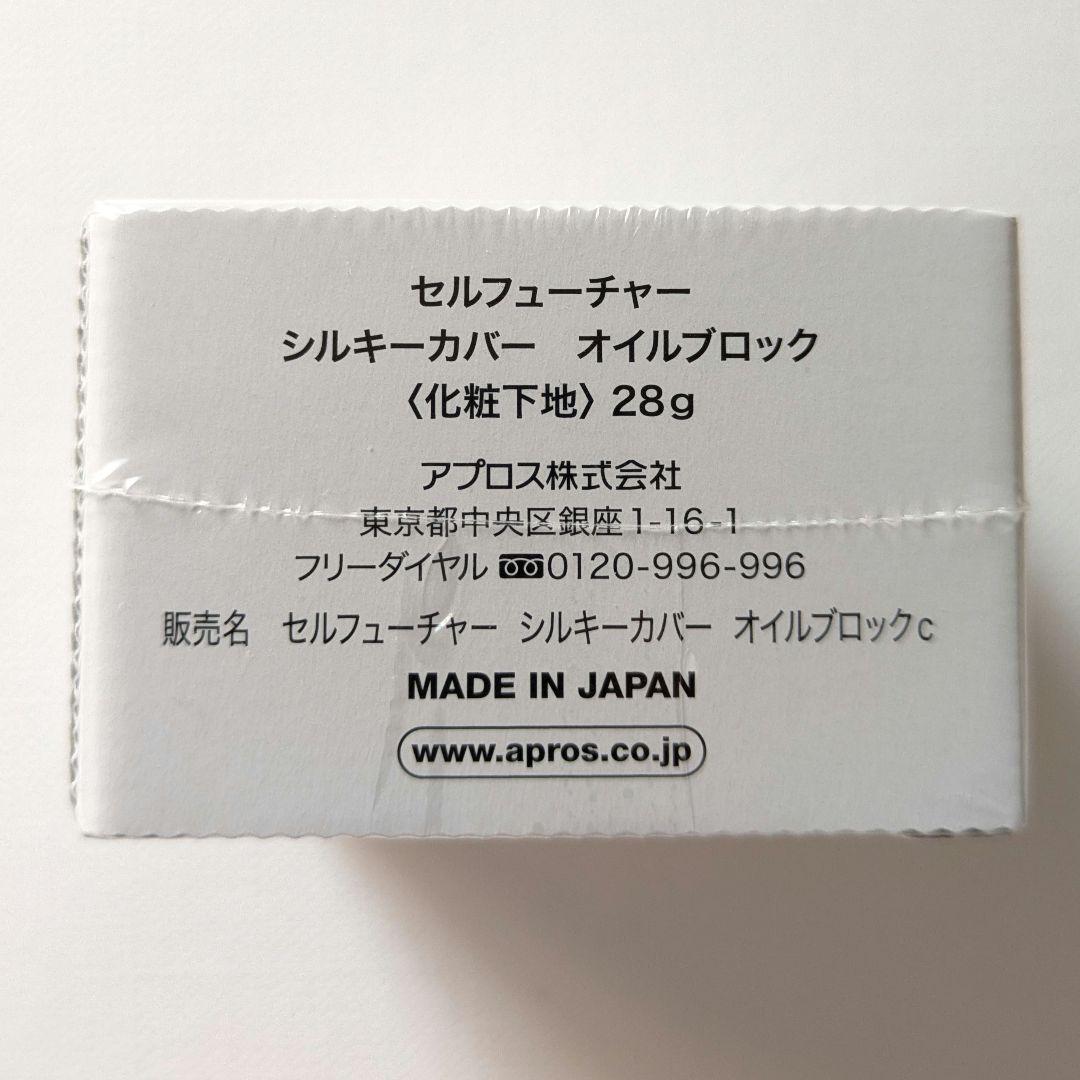 セルフューチャー
シルキーカバー　オイルブロック
〈化粧下地〉28g
アプロス株式会社
東京都中央区銀座1-16-1
フリーダイヤル 0120-996-996
販売名　セルフューチャー シルキーカバー オイルブロックc
MADE IN JAPAN
www.apros.co.jp